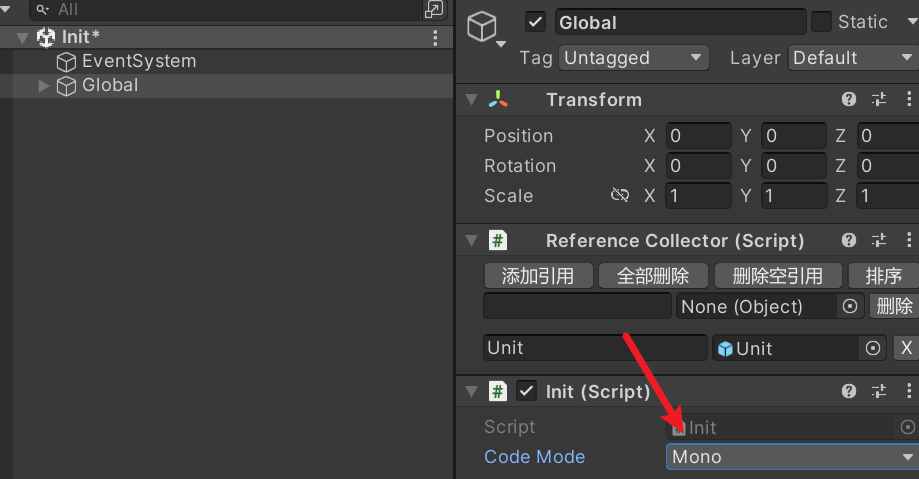 All
Init*
EventSystem
Global
Global Static
Tag Untagged Layer Default
Transform
Position X 0 Y 0 Z 0
Rotation X 0 Y 0 Z 0
Scale X 1 Y 1 Z 1
# Reference Collector (Script)
添加引用 全部删除 删除空引用 排序
None (Object) 删除
Unit Unit X
# Init (Script)
Script Init
Code Mode Mono